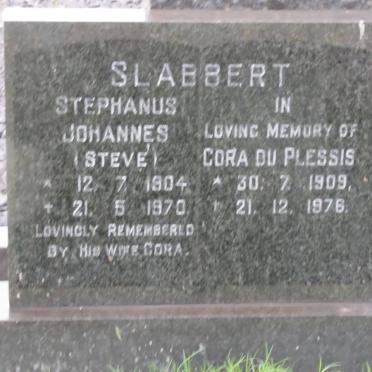 SLABBERT
STEPHANUS
JOHANNES
(STEVE)
* 12. 7. 1904
+ 21. 5. 1970
LOVINGLY REMEMBERED
BY HIS WIFE CORA.
IN
LOVING MEMORY OF
CORA DU PLESSIS
* 30. 7. 1909.
+ 21. 12. 1976.